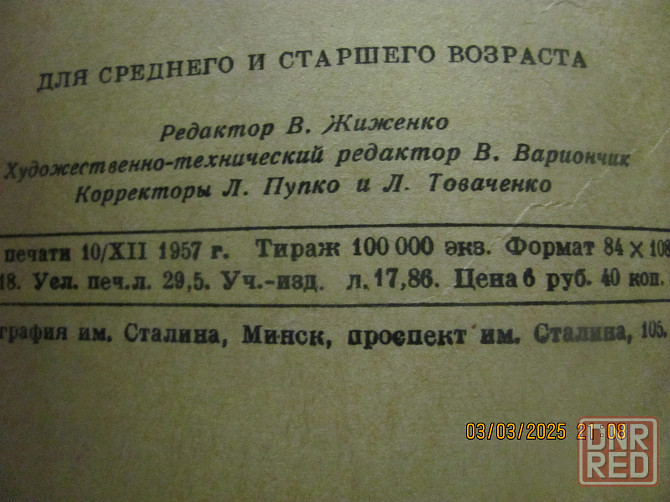 ДЛЯ СРЕДНЕГО И СТАРШЕГО ВОЗРАСТА
Редактор В. Жиженко
Художественно-технический редактор В. Вариончик
Корректоры Л. Пупко и Л. Товаченко
печати 10/XII 1957 г. Тираж 100 000 экз. Формат 84 × 108
18. Усл. печ.л. 29,5. Уч.-изд. л. 17,86. Цена 6 руб. 40 коп.
графия им. Сталина, Минск, проспект им. Сталина, 105.
03/03/2025 21:08
DNR
RED